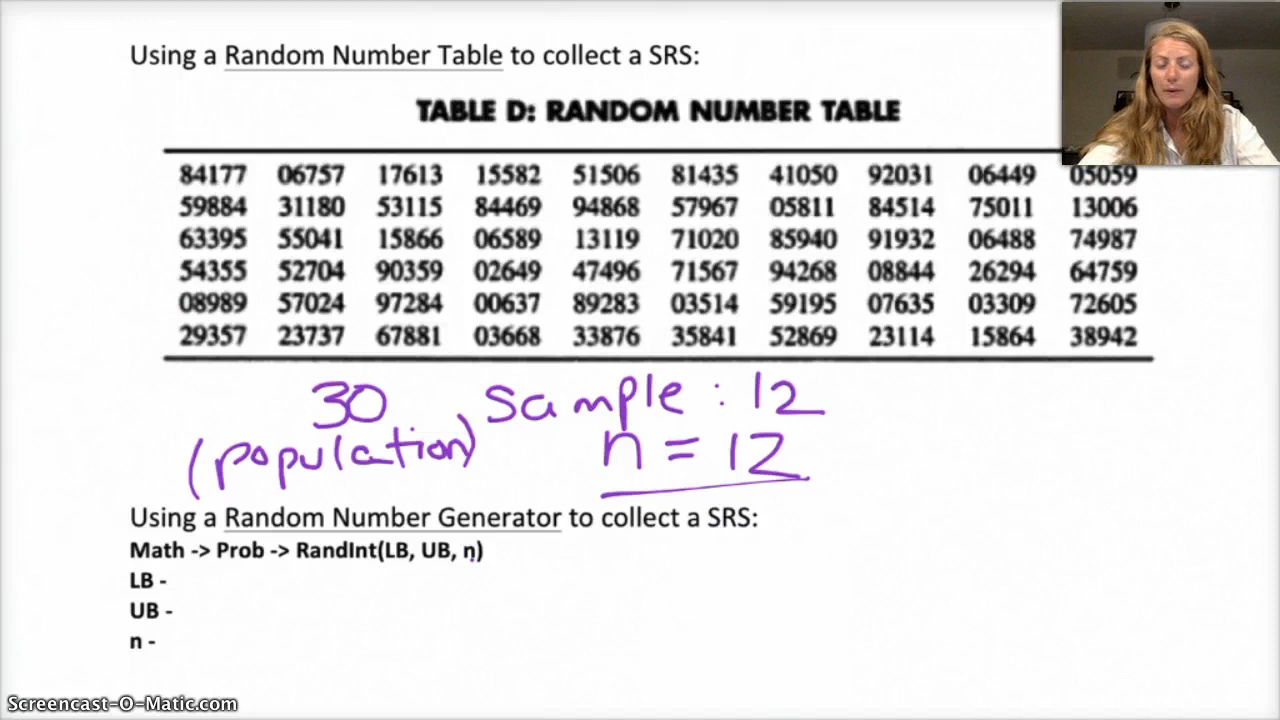 Using a Random Number Table to collect a SRS:
TABLE D: RANDOM NUMBER TABLE
84177 06757 17613 15582 51506 81435 41050 92031 06449 05059
59884 31180 53115 84469 94868 57967 05811 84514 75011 13006
63395 55041 15866 06589 13119 71020 85940 91932 06488 74987
54355 52704 90359 02649 47496 71567 94268 08844 26294 64759
08989 57024 97284 00637 89283 03514 59195 07635 03309 72605
29357 23737 67881 03668 33876 35841 52869 23114 15864 38942
30 sample : 12
(population) n = 12
Using a Random Number Generator to collect a SRS:
Math -> Prob -> RandInt(LB, UB, n)
LB -
UB -
n -
Screencast-O-Matic.com